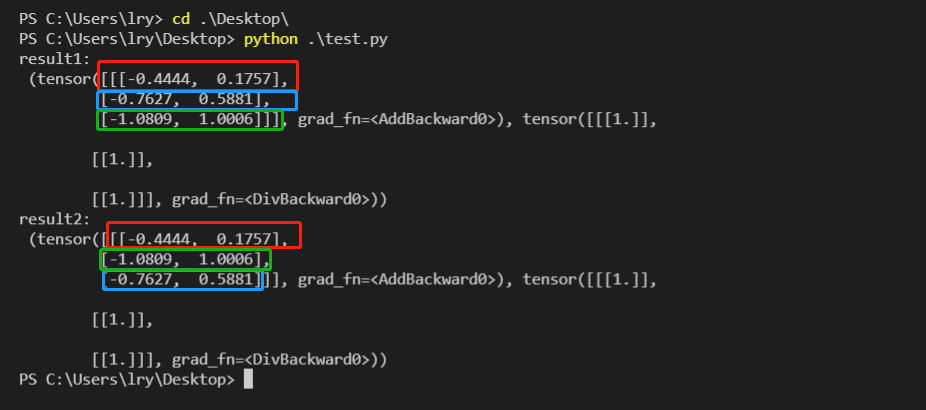 PS C:\Users\lry> cd .\Desktop\
PS C:\Users\lry\Desktop> python .\test.py
result1:
(tensor([[[-0.4444, 0.1757],
[-0.7627, 0.5881],
[-1.0809, 1.0006]]], grad_fn=<AddBackward0>), tensor([[[1.]],
[[1.]],
[[1.]]], grad_fn=<DivBackward0>))
result2:
(tensor([[[-0.4444, 0.1757],
[-1.0809, 1.0006],
[-0.7627, 0.5881]]], grad_fn=<AddBackward0>), tensor([[[1.]],
[[1.]],
[[1.]]], grad_fn=<DivBackward0>))
PS C:\Users\lry\Desktop>